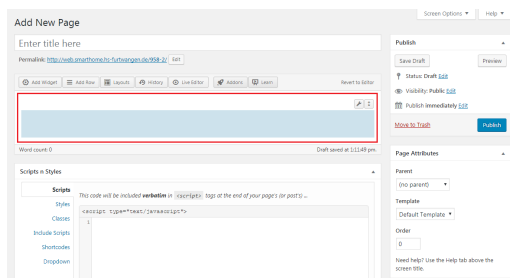 Screen Options ▼ Help ▼
Add New Page
Enter title here
Permalink: http://web.smarthome.hs-furtwangen.de/958-2/ Edit
Add Widget Add Row Layouts History Live Editor Addons Learn Revert to Editor
Word count: 0 Draft saved at 1:11:49 pm.
Scripts n Styles
Scripts
Styles
Classes
Include Scripts
Shortcodes
Dropdown
This code will be included verbatim in <script> tags at the end of your page's (or post's) ...
<script type="text/javascript">
1
Publish
Save Draft Preview
Status: Draft Edit
Visibility: Public Edit
Publish immediately Edit
Move to Trash Publish
Page Attributes
Parent
(no parent)
Template
Default Template
Order
0
Need help? Use the Help tab above the
screen title.